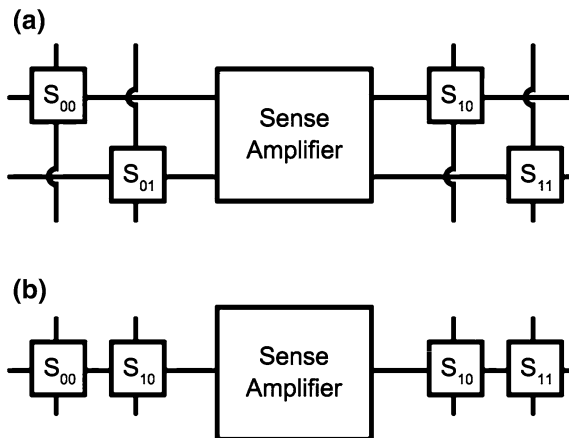 (a)
S00 S10
Sense
Amplifier
S01 S11
(b)
S00 S10 Sense
Amplifier S10 S11